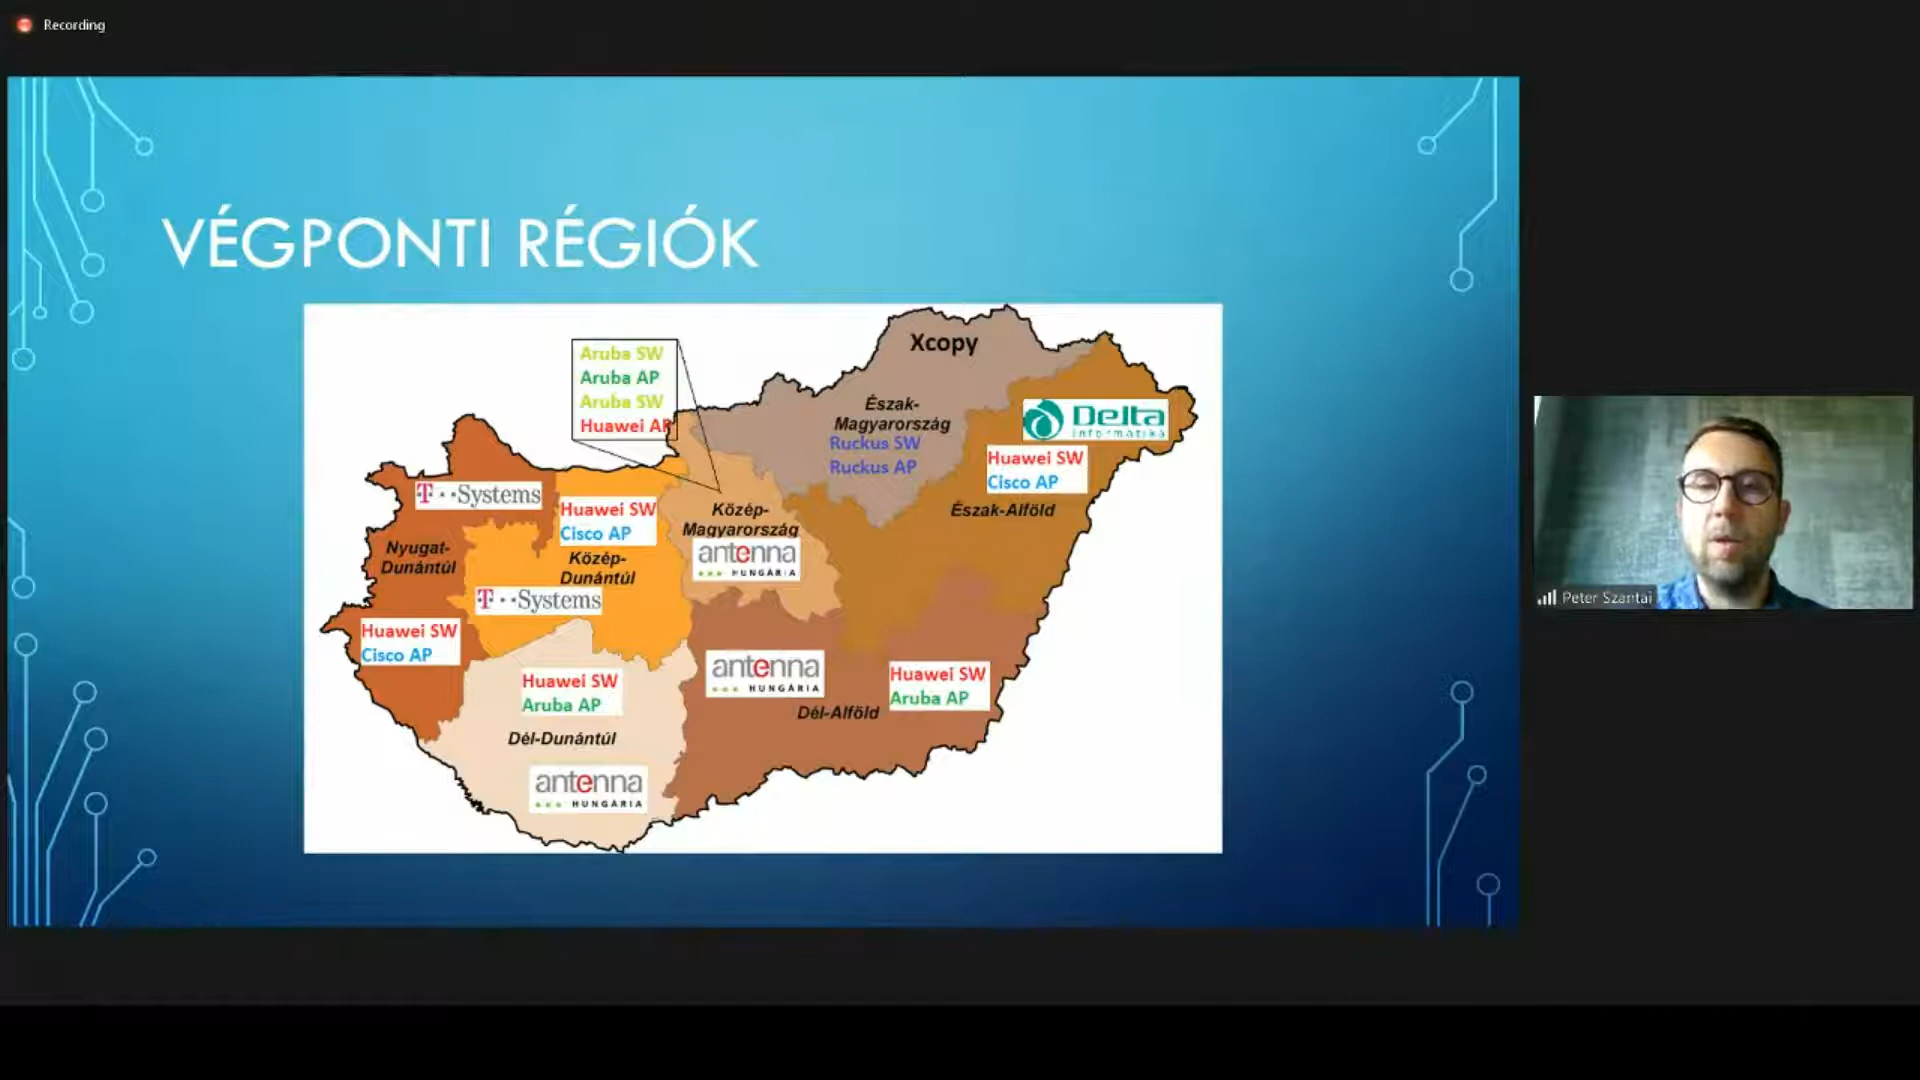 Recording
VÉGPONTI RÉGIÓK
Aruba SW
Aruba AP
Aruba SW
Huawei AP
Xcopy
Észak-
Magyarország
Ruckus SW
Ruckus AP
Delta
Informatika
Huawei SW
Cisco AP
Észak-Alföld
T··Systems
Nyugat-
Dunántúl
Huawei SW
Cisco AP
Huawei SW
Cisco AP
Közép-
Dunántúl
T··Systems
Közép-
Magyarország
antenna
HUNGÁRIA
Huawei SW
Aruba AP
Dél-Dunántúl
antenna
HUNGÁRIA
antenna
HUNGÁRIA
Dél-Alföld
Huawei SW
Aruba AP
Peter Szantai